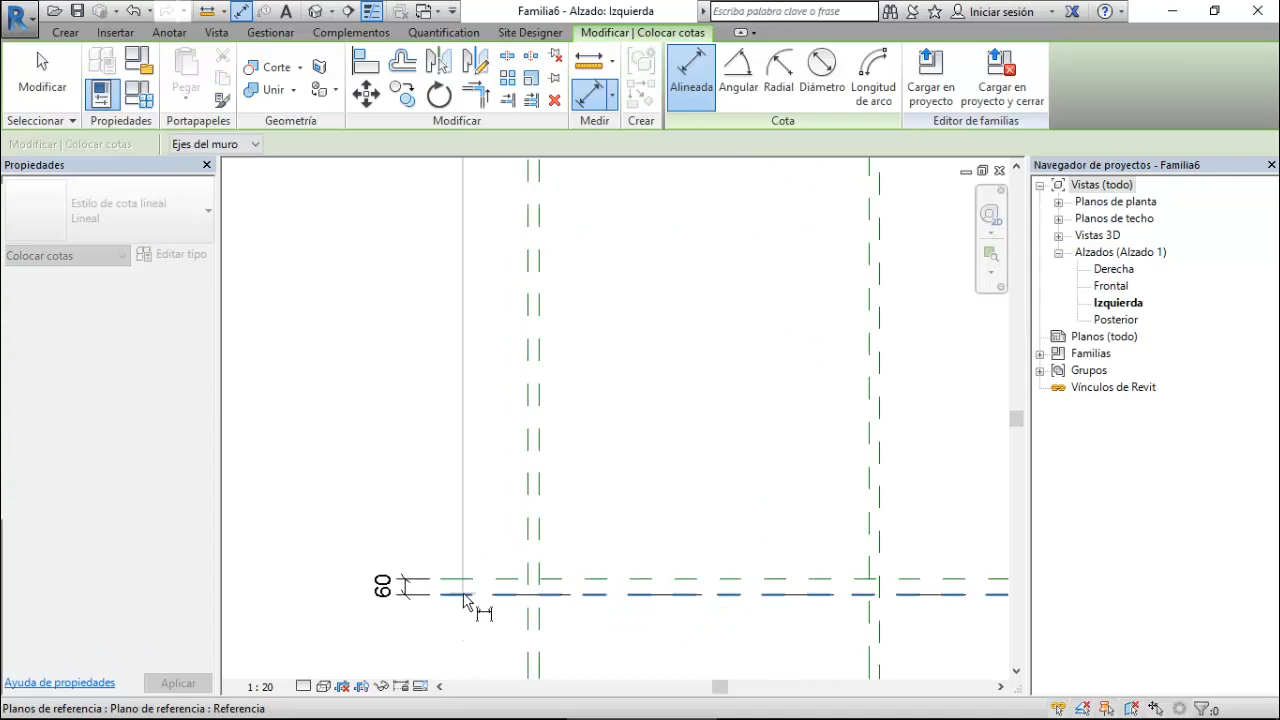 Familia6 - Alzado: Izquierda
Escriba palabra clave o frase
Iniciar sesión
Crear Insertar Anotar Vista Gestionar Complementos Quantification Site Designer Modificar | Colocar cotas
Modificar
Pegar
Corte
Unir
Alineada Angular Radial Diámetro Longitud de arco
Cargar en proyecto
Cargar en proyecto y cerrar
Seleccionar Propiedades Portapapeles Geometría Modificar Medir Crear Cota Editor de familias
Modificar | Colocar cotas
Ejes del muro
Propiedades
Estilo de cota lineal
Lineal
Colocar cotas
Editar tipo
Navegador de proyectos - Familia6
Vistas (todo)
Planos de planta
Planos de techo
Vistas 3D
Alzados (Alzado 1)
Derecha
Frontal
Izquierda
Posterior
Planos (todo)
Familias
Grupos
Vínculos de Revit
2D
60
Ayuda de propiedades
Aplicar
1 : 20
Planos de referencia : Plano de referencia : Referencia
:0